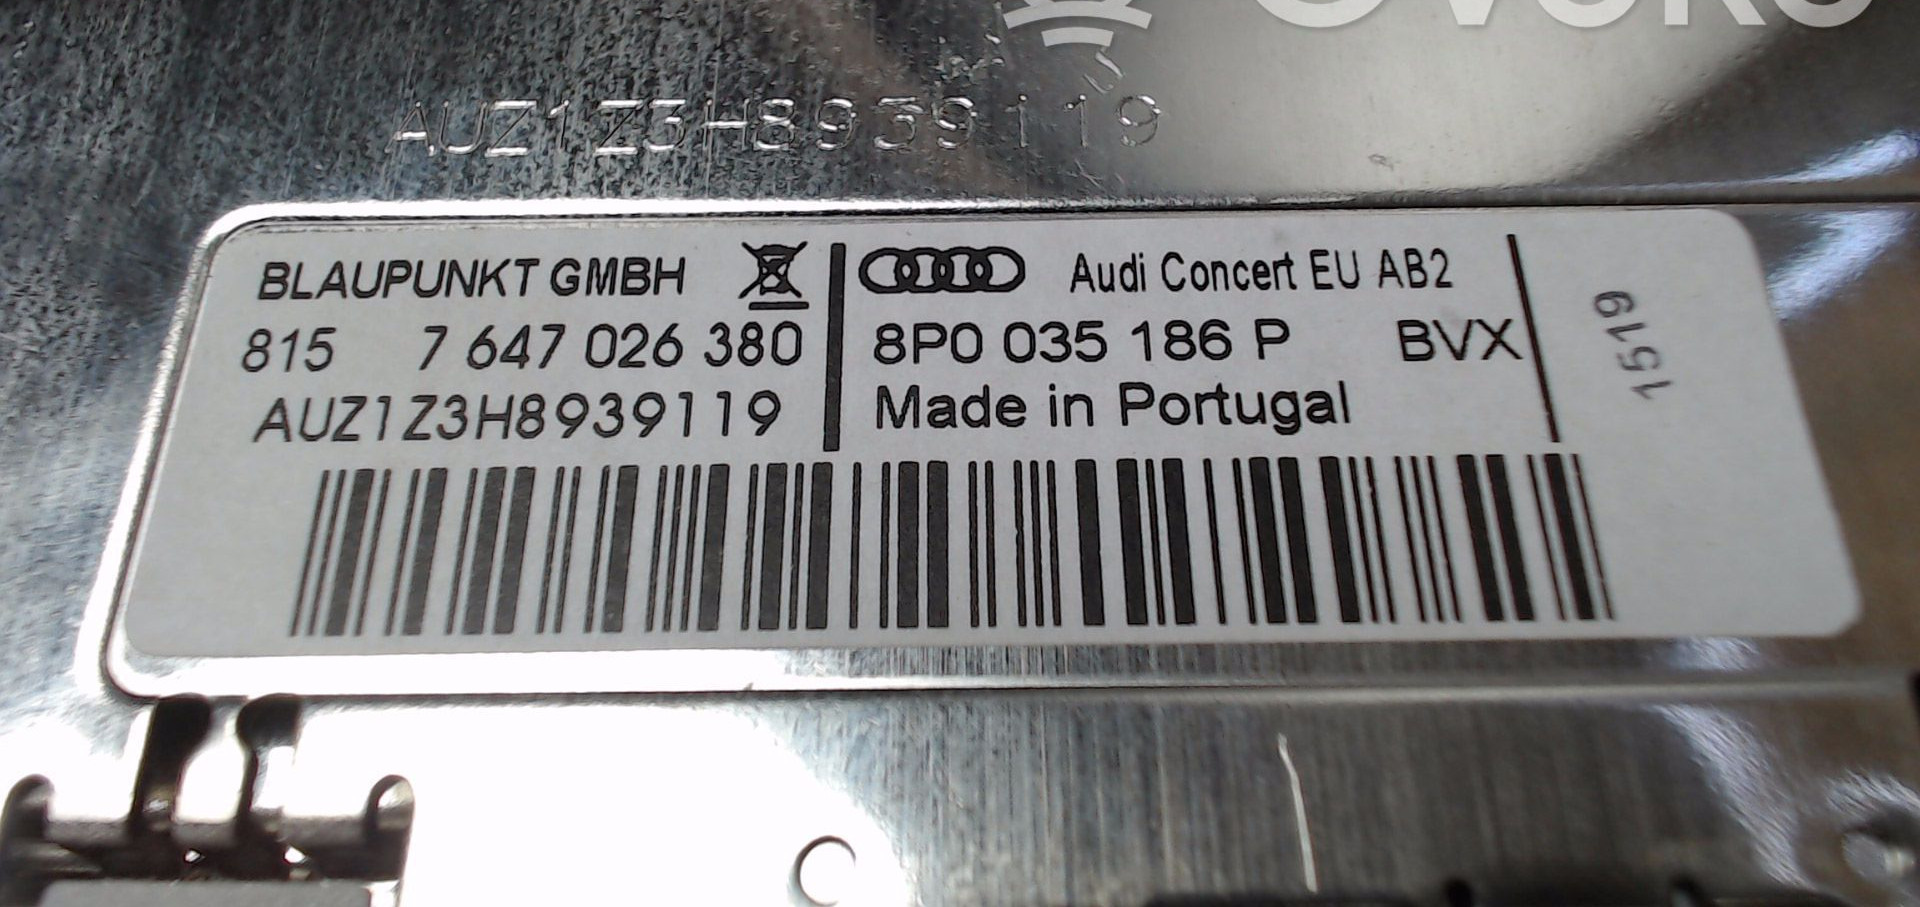 AUZ1Z3H8939119
BLAUPUNKT GMBH
815 7 647 026 380
AUZ1Z3H8939119
Audi Concert EU AB2
8P0 035 186 P BVX
Made in Portugal
1519